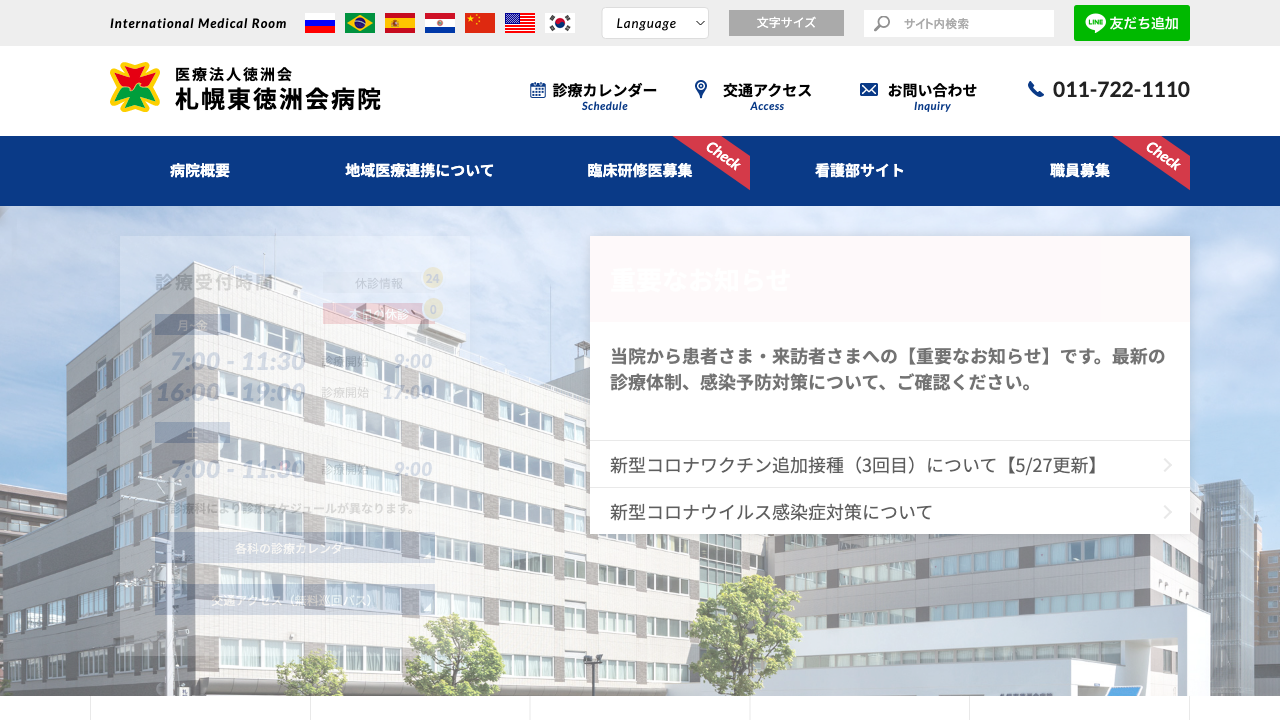 International Medical Room
Language
文字サイズ
サイト内検索
LINE 友だち追加
医療法人徳洲会
札幌東徳洲会病院
診療カレンダー
Schedule
交通アクセス
Access
お問い合わせ
Inquiry
011-722-1110
病院概要
地域医療連携について
臨床研修医募集
Check
看護部サイト
職員募集
Check
診療受付時間
休診情報
24
本日の休診
0
月-金
7:00 - 11:30 診療開始 9:00
16:00 - 19:00 診療開始 17:00
土
7:00 - 11:30 診療開始 9:00
診療科により診療スケジュールが異なります。
各科の診療カレンダー
交通アクセス（無料巡回バス）
重要なお知らせ
当院から患者さま・来訪者さまへの【重要なお知らせ】です。最新の
診療体制、感染予防対策について、ご確認ください。
新型コロナワクチン追加接種（3回目）について【5/27更新】
新型コロナウイルス感染症対策について